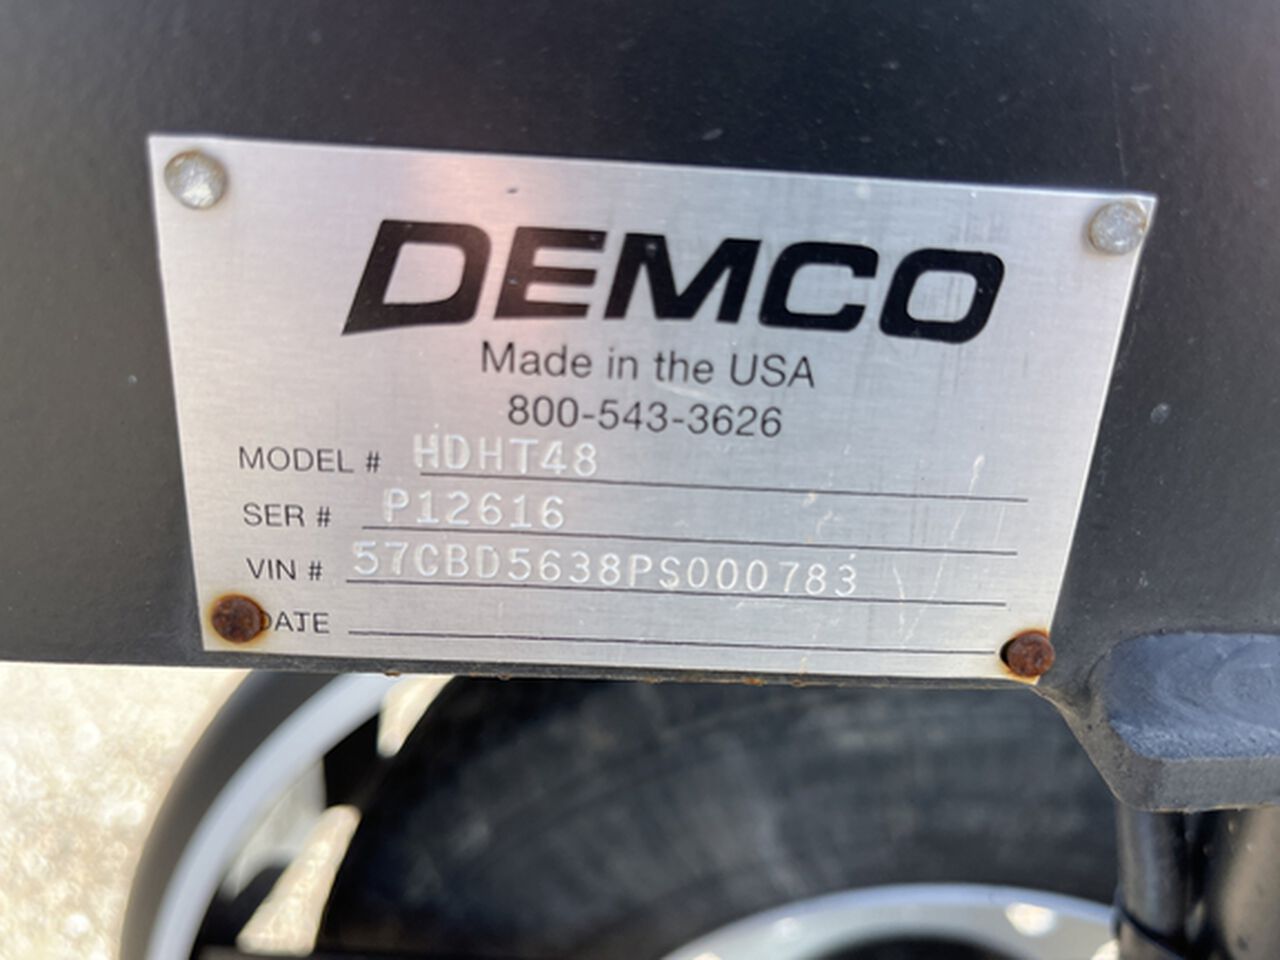 DEMCO
Made in the USA
800-543-3626
MODEL # HDHT48
SER # P12616
VIN # 57CBD5638PS000783
DATE